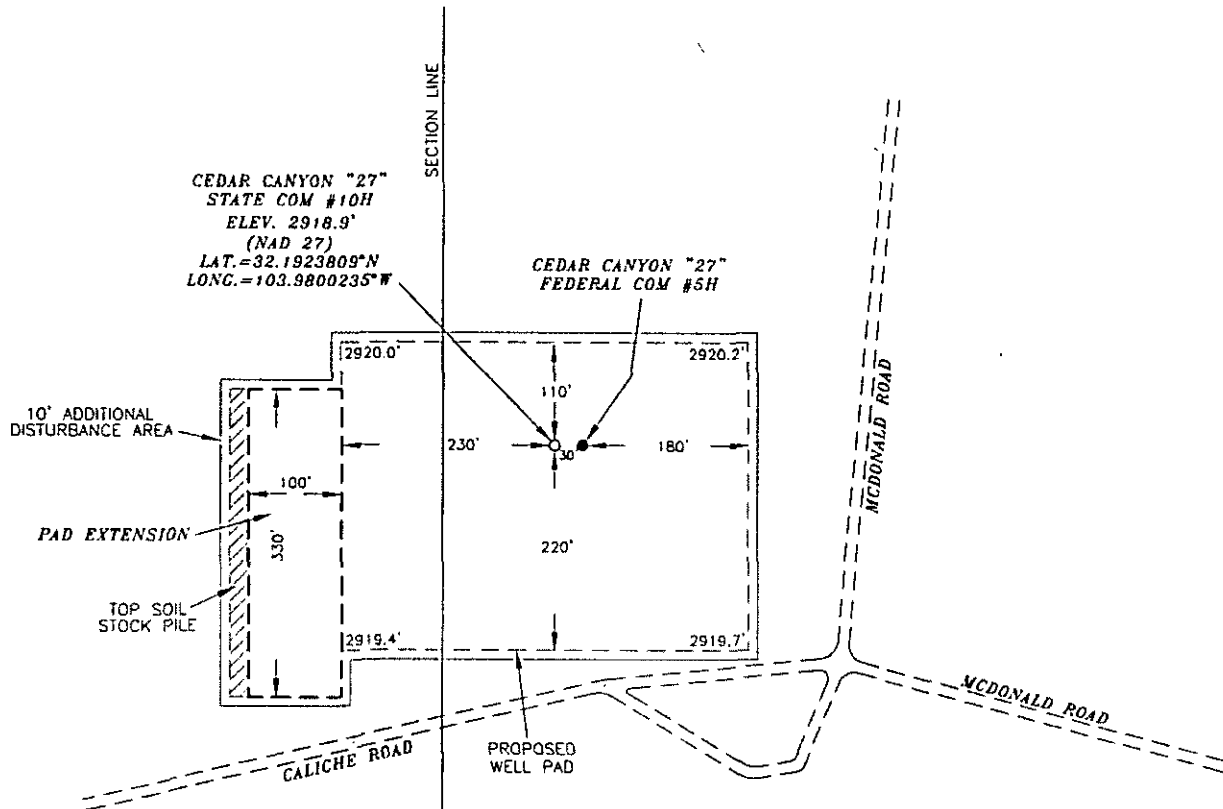 SECTION LINE
CEDAR CANYON "27"
STATE COM #10H
ELEV. 2918.9'
(NAD 27)
LAT.=32.1923809°N
LONG.=103.9800235°W
CEDAR CANYON "27"
FEDERAL COM #5H
MCDONALD ROAD
2920.0'
2920.2'
110'
10' ADDITIONAL
DISTURBANCE AREA
230'
30'
180'
100'
PAD EXTENSION
330'
220'
TOP SOIL
STOCK PILE
2919.4'
2919.7'
MCDONALD ROAD
PROPOSED
WELL PAD
CALICHE ROAD